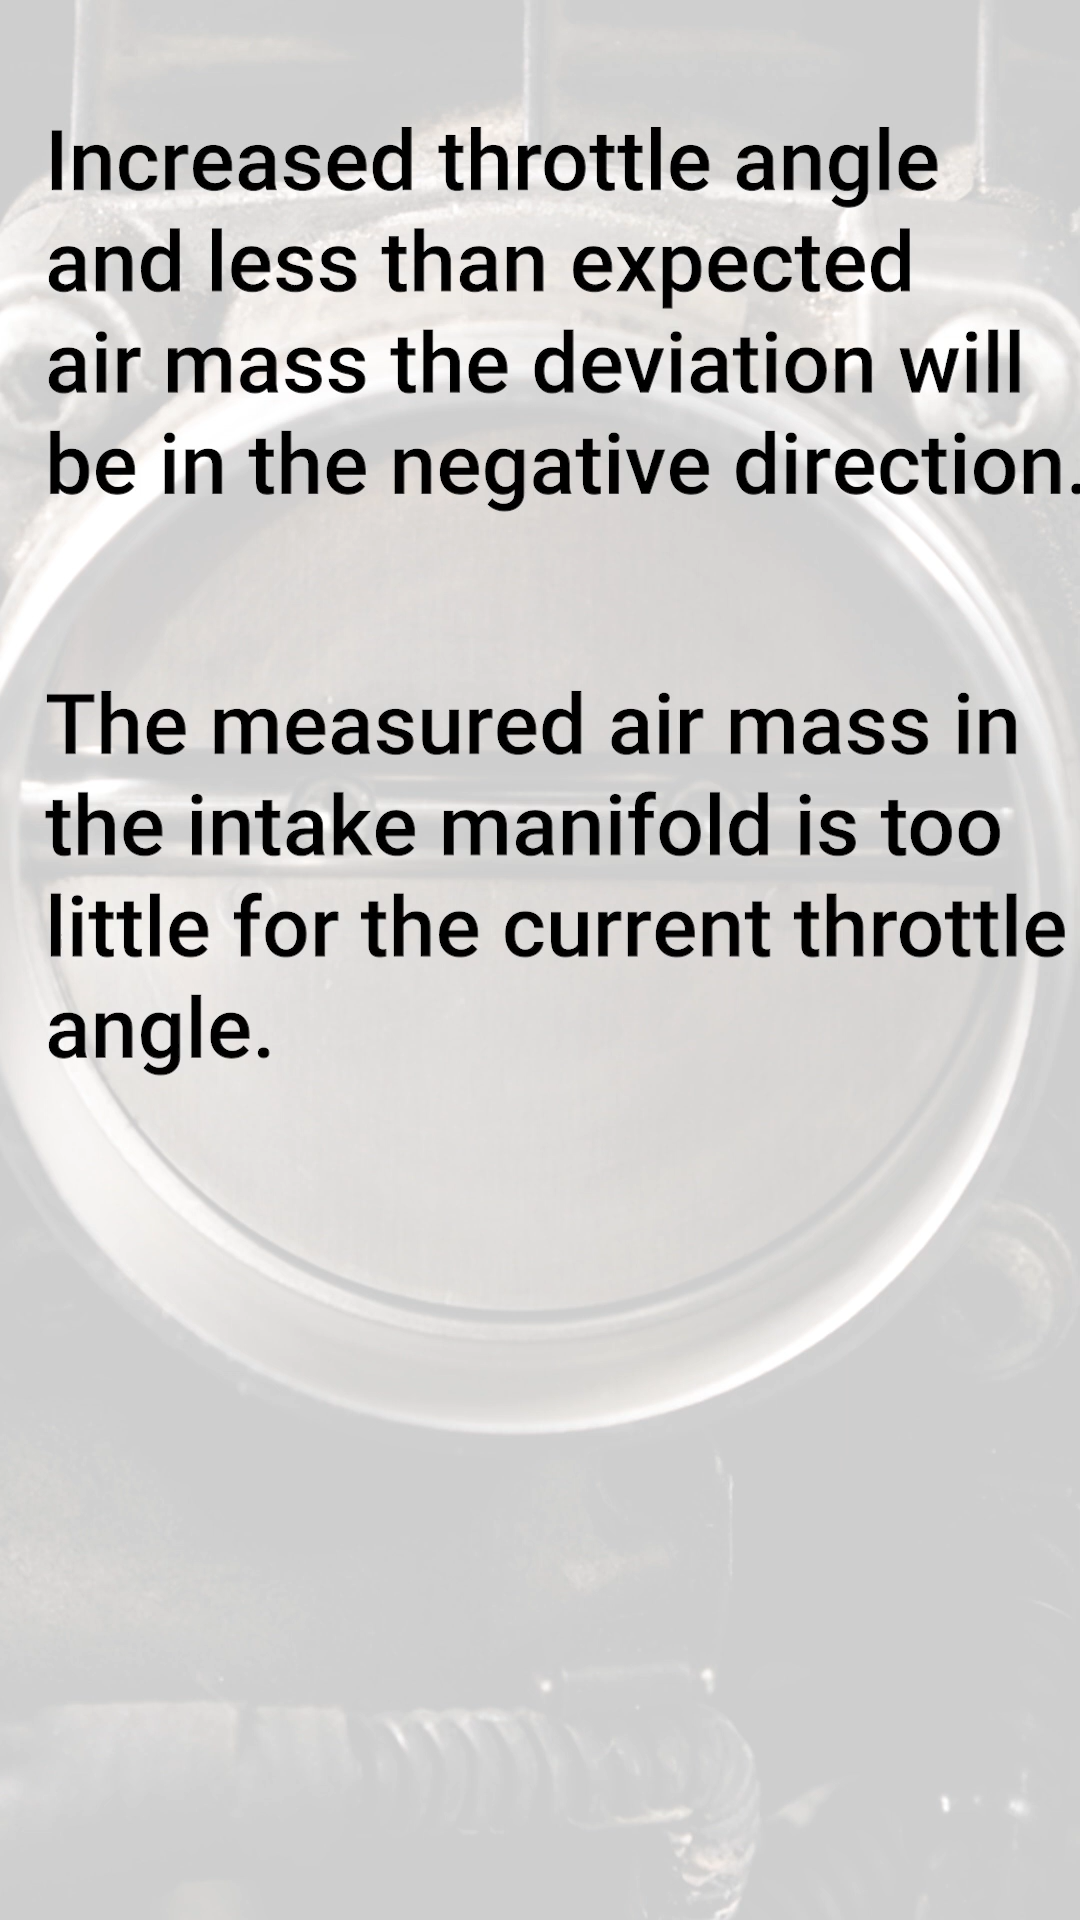 Increased throttle angle
and less than expected
air mass the deviation will
be in the negative direction.
The measured air mass in
the intake manifold is too
little for the current throttle
angle.